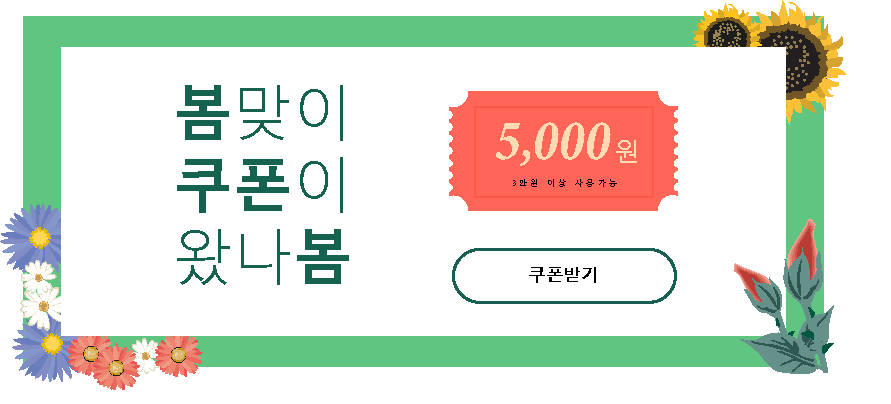 봄맞이
쿠폰이
왔나봄
5,000원
3만원 이상 사용가능
쿠폰받기